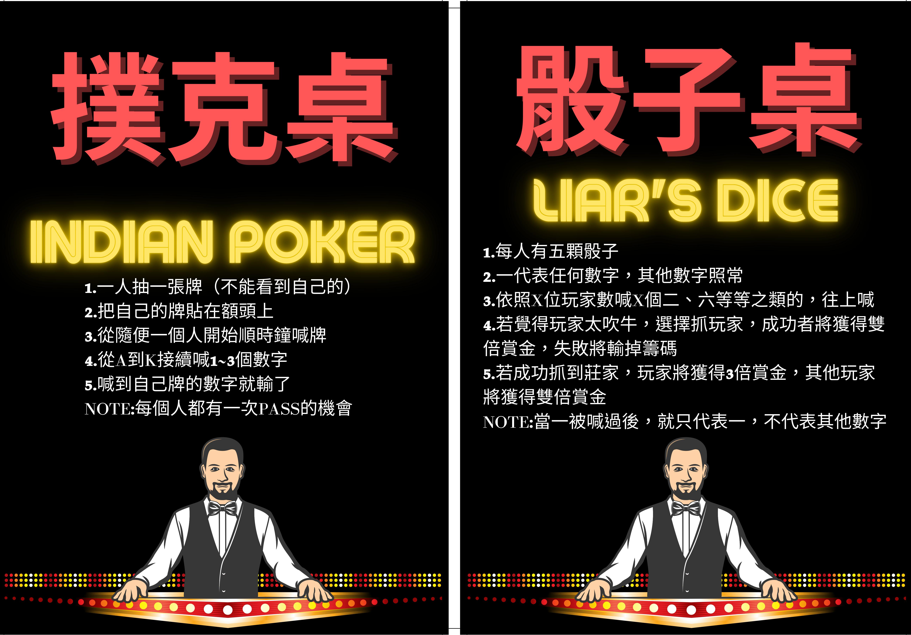 撲克桌
INDIAN POKER
1.一人抽一張牌（不能看到自己的）
2.把自己的牌貼在額頭上
3.從隨便一個人開始順時鐘喊牌
4.從A到K接續喊1~3個數字
5.喊到自己牌的數字就輸了
NOTE:每個人都有一次PASS的機會
骰子桌
LIAR'S DICE
1.每人有五顆骰子
2.一代表任何數字，其他數字照常
3.依照X位玩家數喊X個二、六等等之類的，往上喊
4.若覺得玩家太吹牛，選擇抓玩家，成功者將獲得雙
倍賞金，失敗將輸掉籌碼
5.若成功抓到莊家，玩家將獲得3倍賞金，其他玩家
將獲得雙倍賞金
NOTE:當一被喊過後，就只代表一，不代表其他數字